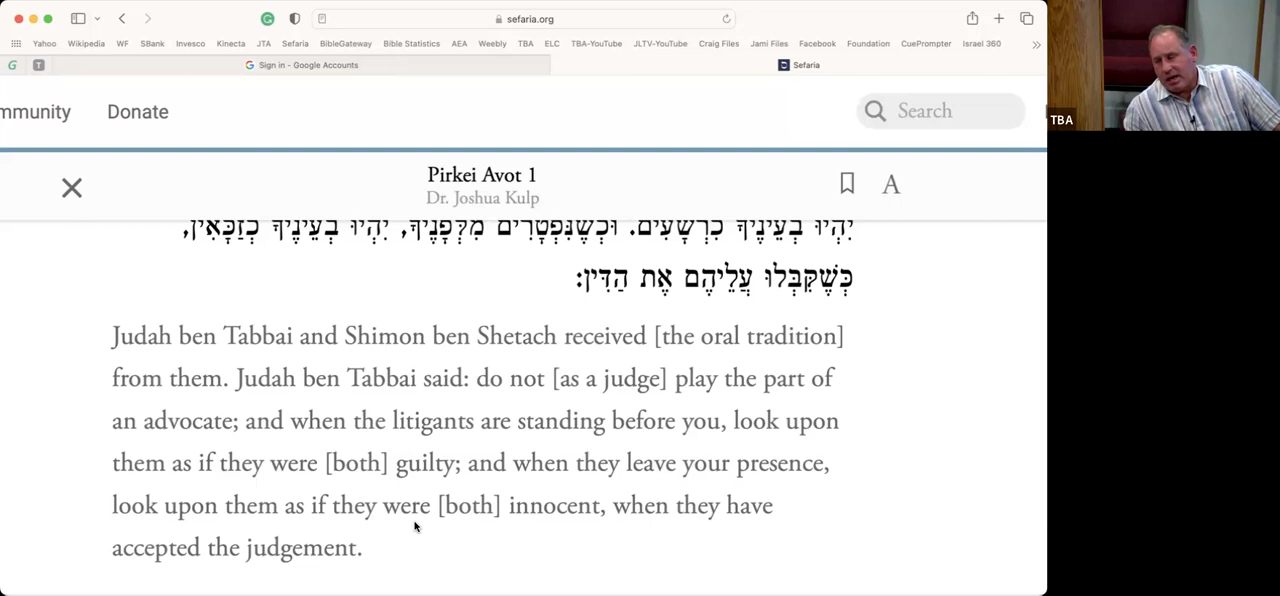 sefaria.org
Yahoo Wikipedia WF SBank Invesco Kinecta JTA Sefaria BibleGateway Bible Statistics AEA Weebly TBA ELC TBA-YouTube JLTV-YouTube Craig Files Jami Files Facebook Foundation CuePrompter Israel 360
G T Sign in - Google Accounts Sefaria
mmunity Donate Search
TBA
Pirkei Avot 1
Dr. Joshua Kulp
A
יִהְיוּ בְעֵינֶיךָ כִרְשָׁעִים. וּכְשֶׁנִּפְטָרִים מִלְּפָנֶיךָ, יִהְיוּ בְעֵינֶיךָ כְזַכָּאִין,
כְּשֶׁקִּבְּלוּ עֲלֵיהֶם אֶת הַדִּין:
Judah ben Tabbai and Shimon ben Shetach received [the oral tradition]
from them. Judah ben Tabbai said: do not [as a judge] play the part of
an advocate; and when the litigants are standing before you, look upon
them as if they were [both] guilty; and when they leave your presence,
look upon them as if they were [both] innocent, when they have
accepted the judgement.